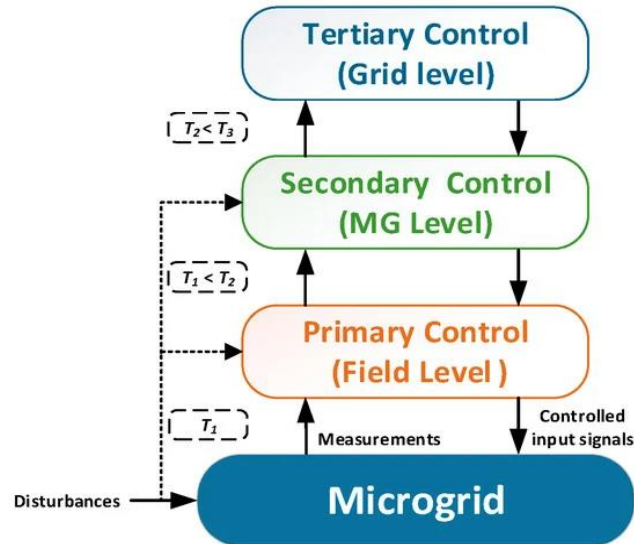 Tertiary Control
(Grid level)
T₂ < T₃
Secondary Control
(MG Level)
T₁ < T₂
Primary Control
(Field Level)
T₁
Measurements
Controlled
input signals
Disturbances
Microgrid